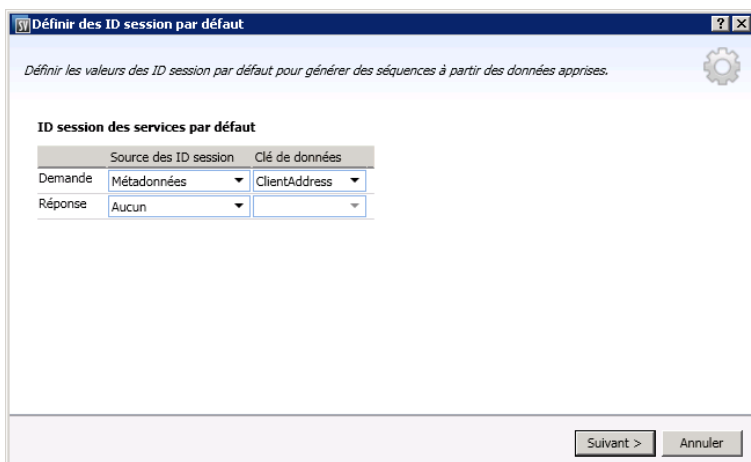 SV Définir des ID session par défaut ? X
Définir les valeurs des ID session par défaut pour générer des séquences à partir des données apprises.
ID session des services par défaut
Source des ID session Clé de données
Demande Métadonnées ClientAddress
Réponse Aucun
Suivant > Annuler